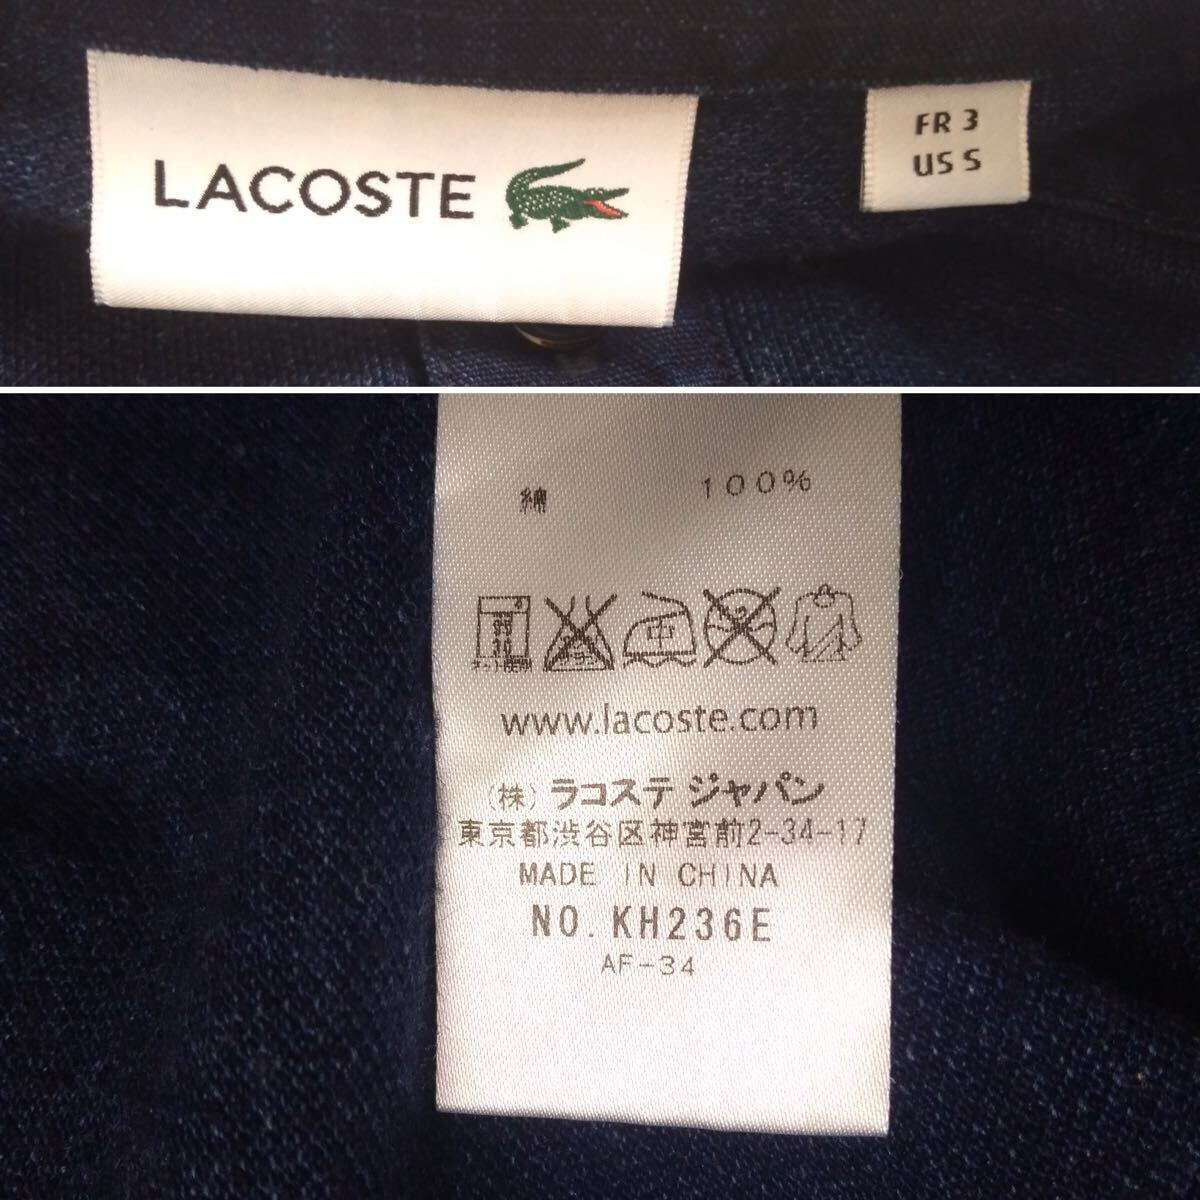 LACOSTE
FR 3
US S
綿 100%
中
www.lacoste.com
(株) ラコステ ジャパン
東京都渋谷区神宮前2-34-17
MADE IN CHINA
NO. KH236E
AF-34